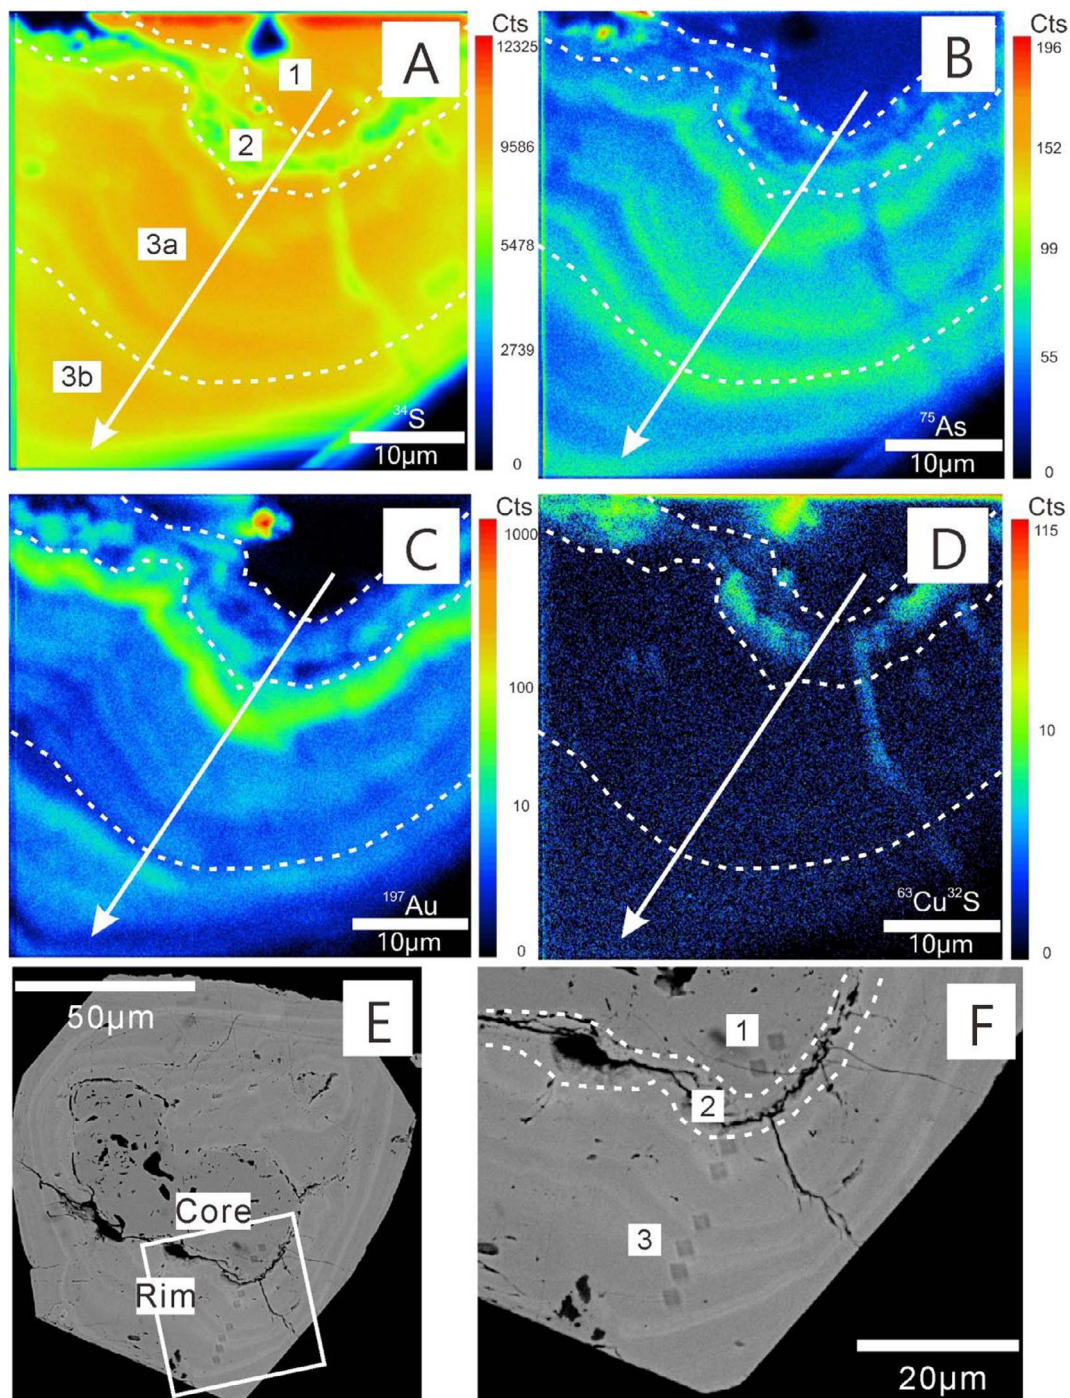 A
Cts
12325
9586
5478
2739
0
1
2
3a
3b
34S
10μm
B
Cts
196
152
99
55
0
75As
10μm
C
Cts
1000
100
10
0
197Au
10μm
D
Cts
115
10
0
63Cu32S
10μm
E
50μm
Core
Rim
F
1
2
3
20μm